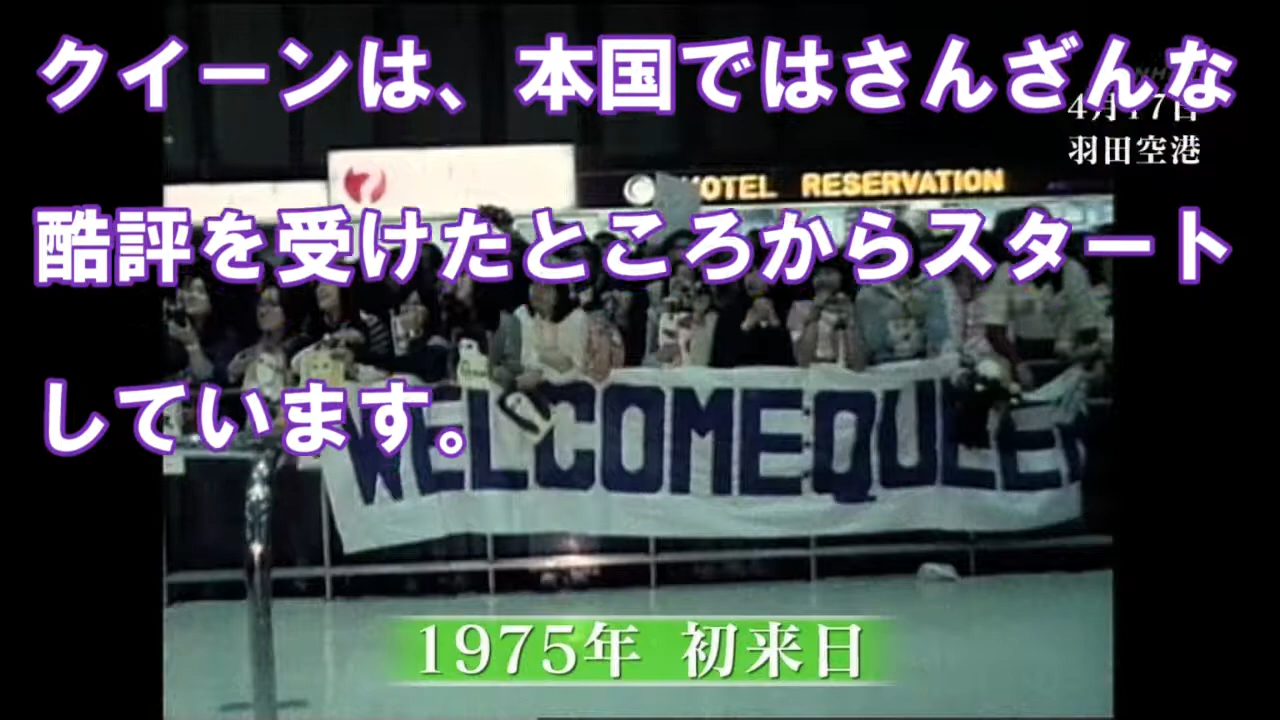 クイーンは、本国ではさんざんな
4月17日
羽田空港
HOTEL RESERVATION
酷評を受けたところからスタート
しています。
WELCOME QUEEN
1975年 初来日